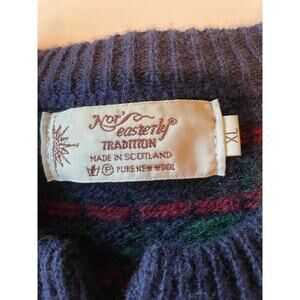 Nor'
easterly®
TRADITION
MADE IN SCOTLAND
Ⓟ PURE NEW WOOL
XL